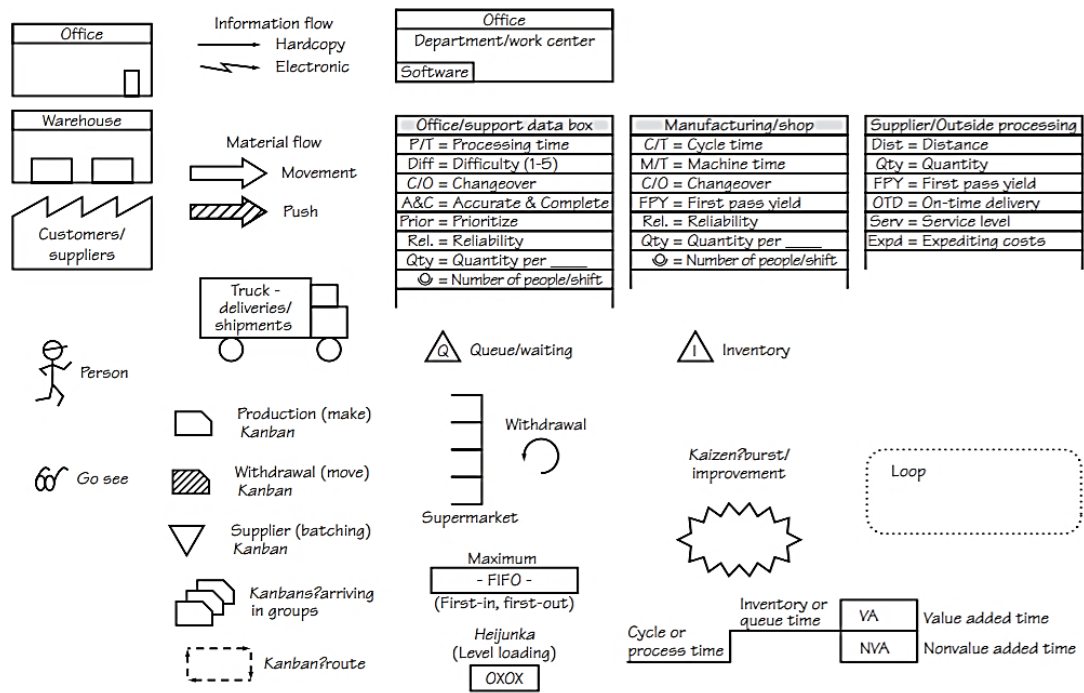 Office
Warehouse
Customers/
suppliers
Information flow
Hardcopy
Electronic
Material flow
Movement
Push
Office
Department/work center
Software
Office/support data box
P/T = Processing time
Diff = Difficulty (1-5)
C/O = Changeover
A&C = Accurate & Complete
Prior = Prioritize
Rel. = Reliability
Qty = Quantity per ____
= Number of people/shift
Manufacturing/shop
C/T = Cycle time
M/T = Machine time
C/O = Changeover
FPY = First pass yield
Rel. = Reliability
Qty = Quantity per ____
= Number of people/shift
Supplier/Outside processing
Dist = Distance
Qty = Quantity
FPY = First pass yield
OTD = On-time delivery
Serv = Service level
Expd = Expediting costs
Truck -
deliveries/
shipments
Q
Queue/waiting
I
Inventory
Person
Go see
Production (make)
Kanban
Withdrawal (move)
Kanban
Supplier (batching)
Kanban
Kanbans?arriving
in groups
Kanban?route
Withdrawal
Supermarket
Maximum
- FIFO -
(First-in, first-out)
Heijunka
(Level loading)
OXOX
Kaizen?burst/
improvement
Loop
Cycle or
process time
Inventory or
queue time
VA
Value added time
NVA
Nonvalue added time